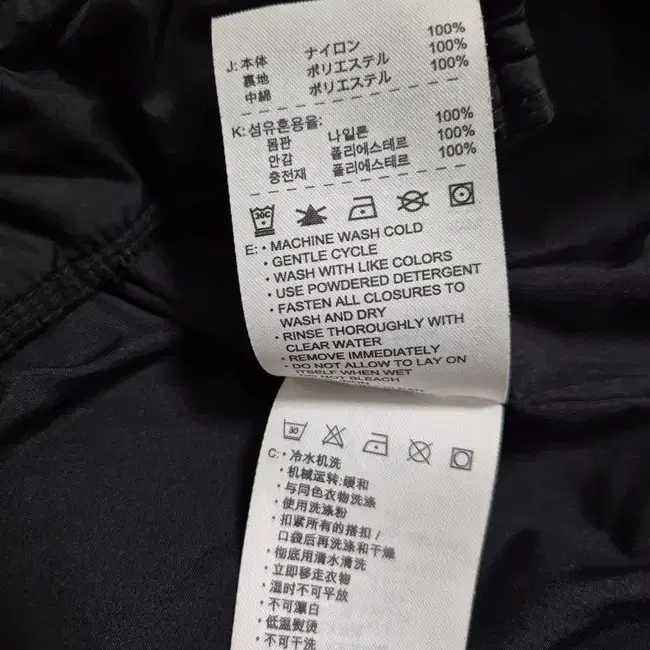 J: 本体 ナイロン 100%
裏地 ポリエステル 100%
中綿 ポリエステル 100%
K: 섬유혼용율:
몸판 나일론 100%
안감 폴리에스테르 100%
충전재 폴리에스테르 100%
30C
E: • MACHINE WASH COLD
• GENTLE CYCLE
• WASH WITH LIKE COLORS
• USE POWDERED DETERGENT
• FASTEN ALL CLOSURES TO
WASH AND DRY
• RINSE THOROUGHLY WITH
CLEAR WATER
• REMOVE IMMEDIATELY
• DO NOT ALLOW TO LAY ON
ITSELF WHEN WET
NOT BLEACH
30
C: • 冷水机洗
• 机械运转:缓和
• 与同色衣物洗涤
• 使用洗涤粉
• 扣紧所有的搭扣/
口袋后再洗涤和干燥
• 彻底用清水清洗
• 立即移走衣物
• 湿时不可平放
• 不可漂白
• 低温熨烫
• 不可干洗